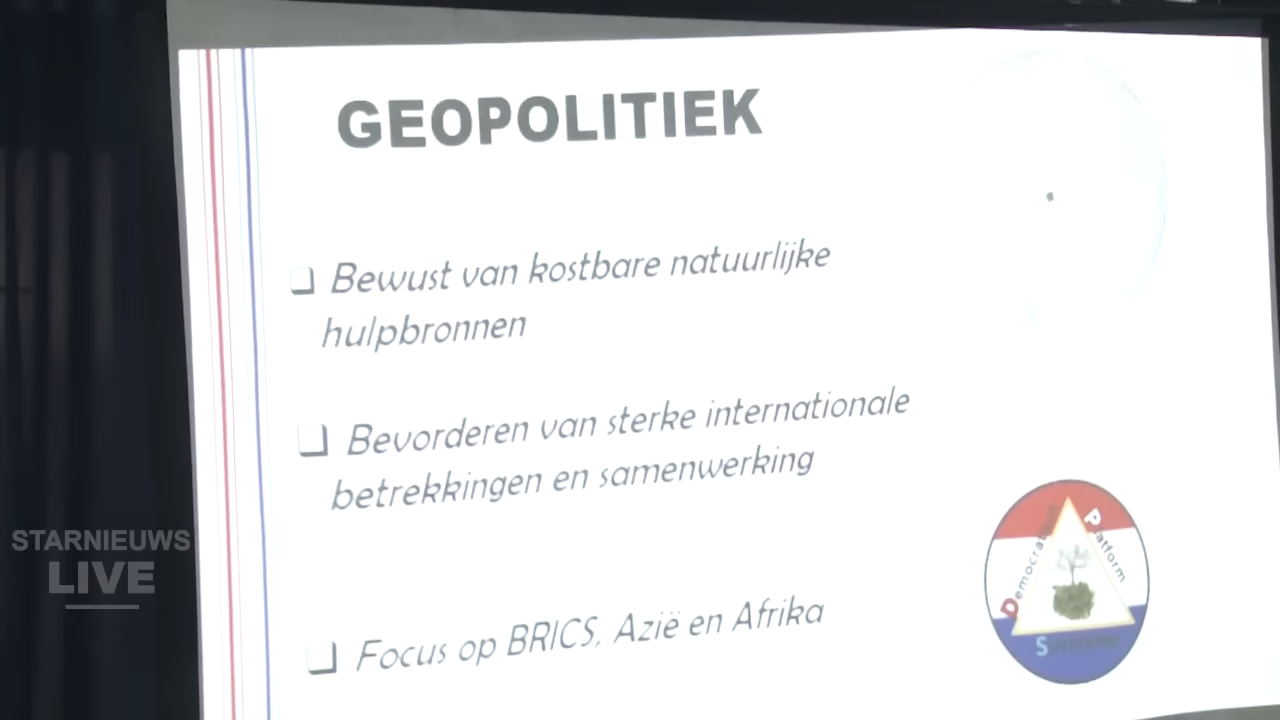 GEOPOLITIEK
Bewust van kostbare natuurlijke
hulpbronnen
Bevorderen van sterke internationale
betrekkingen en samenwerking
Focus op BRICS, Azië en Afrika
STARNIEUWS
LIVE
Platform